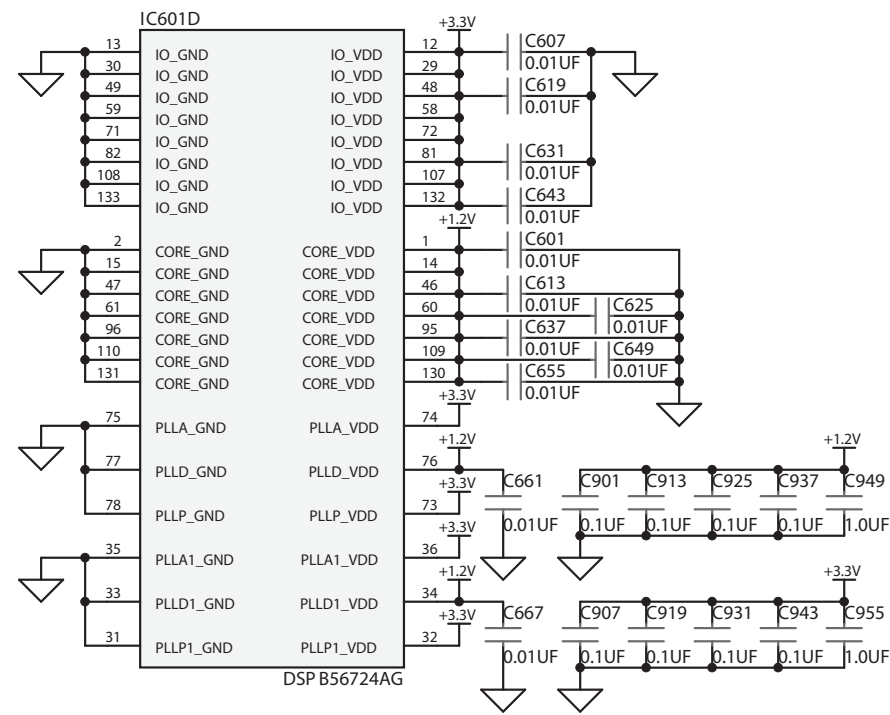 IC601D
+3.3V
13 IO_GND IO_VDD 12 C607
0.01UF
30 IO_GND IO_VDD 29
49 IO_GND IO_VDD 48 C619
0.01UF
59 IO_GND IO_VDD 58
71 IO_GND IO_VDD 72
82 IO_GND IO_VDD 81 C631
0.01UF
108 IO_GND IO_VDD 107
133 IO_GND IO_VDD 132 C643
0.01UF
+1.2V
2 CORE_GND CORE_VDD 1 C601
0.01UF
15 CORE_GND CORE_VDD 14
47 CORE_GND CORE_VDD 46 C613
0.01UF
61 CORE_GND CORE_VDD 60 C625
0.01UF
96 CORE_GND CORE_VDD 95 C637
0.01UF
110 CORE_GND CORE_VDD 109 C649
0.01UF
131 CORE_GND CORE_VDD 130 C655
0.01UF
+3.3V
75 PLLA_GND PLLA_VDD 74
+1.2V
77 PLLD_GND PLLD_VDD 76
+3.3V
78 PLLP_GND PLLP_VDD 73
C661
0.01UF
+1.2V
C901 C913 C925 C937 C949
0.1UF 0.1UF 0.1UF 0.1UF 1.0UF
+3.3V
35 PLLA1_GND PLLA1_VDD 36
+1.2V
33 PLLD1_GND PLLD1_VDD 34
+3.3V
31 PLLP1_GND PLLP1_VDD 32
C667
0.01UF
+3.3V
C907 C919 C931 C943 C955
0.1UF 0.1UF 0.1UF 0.1UF 1.0UF
DSP B56724AG